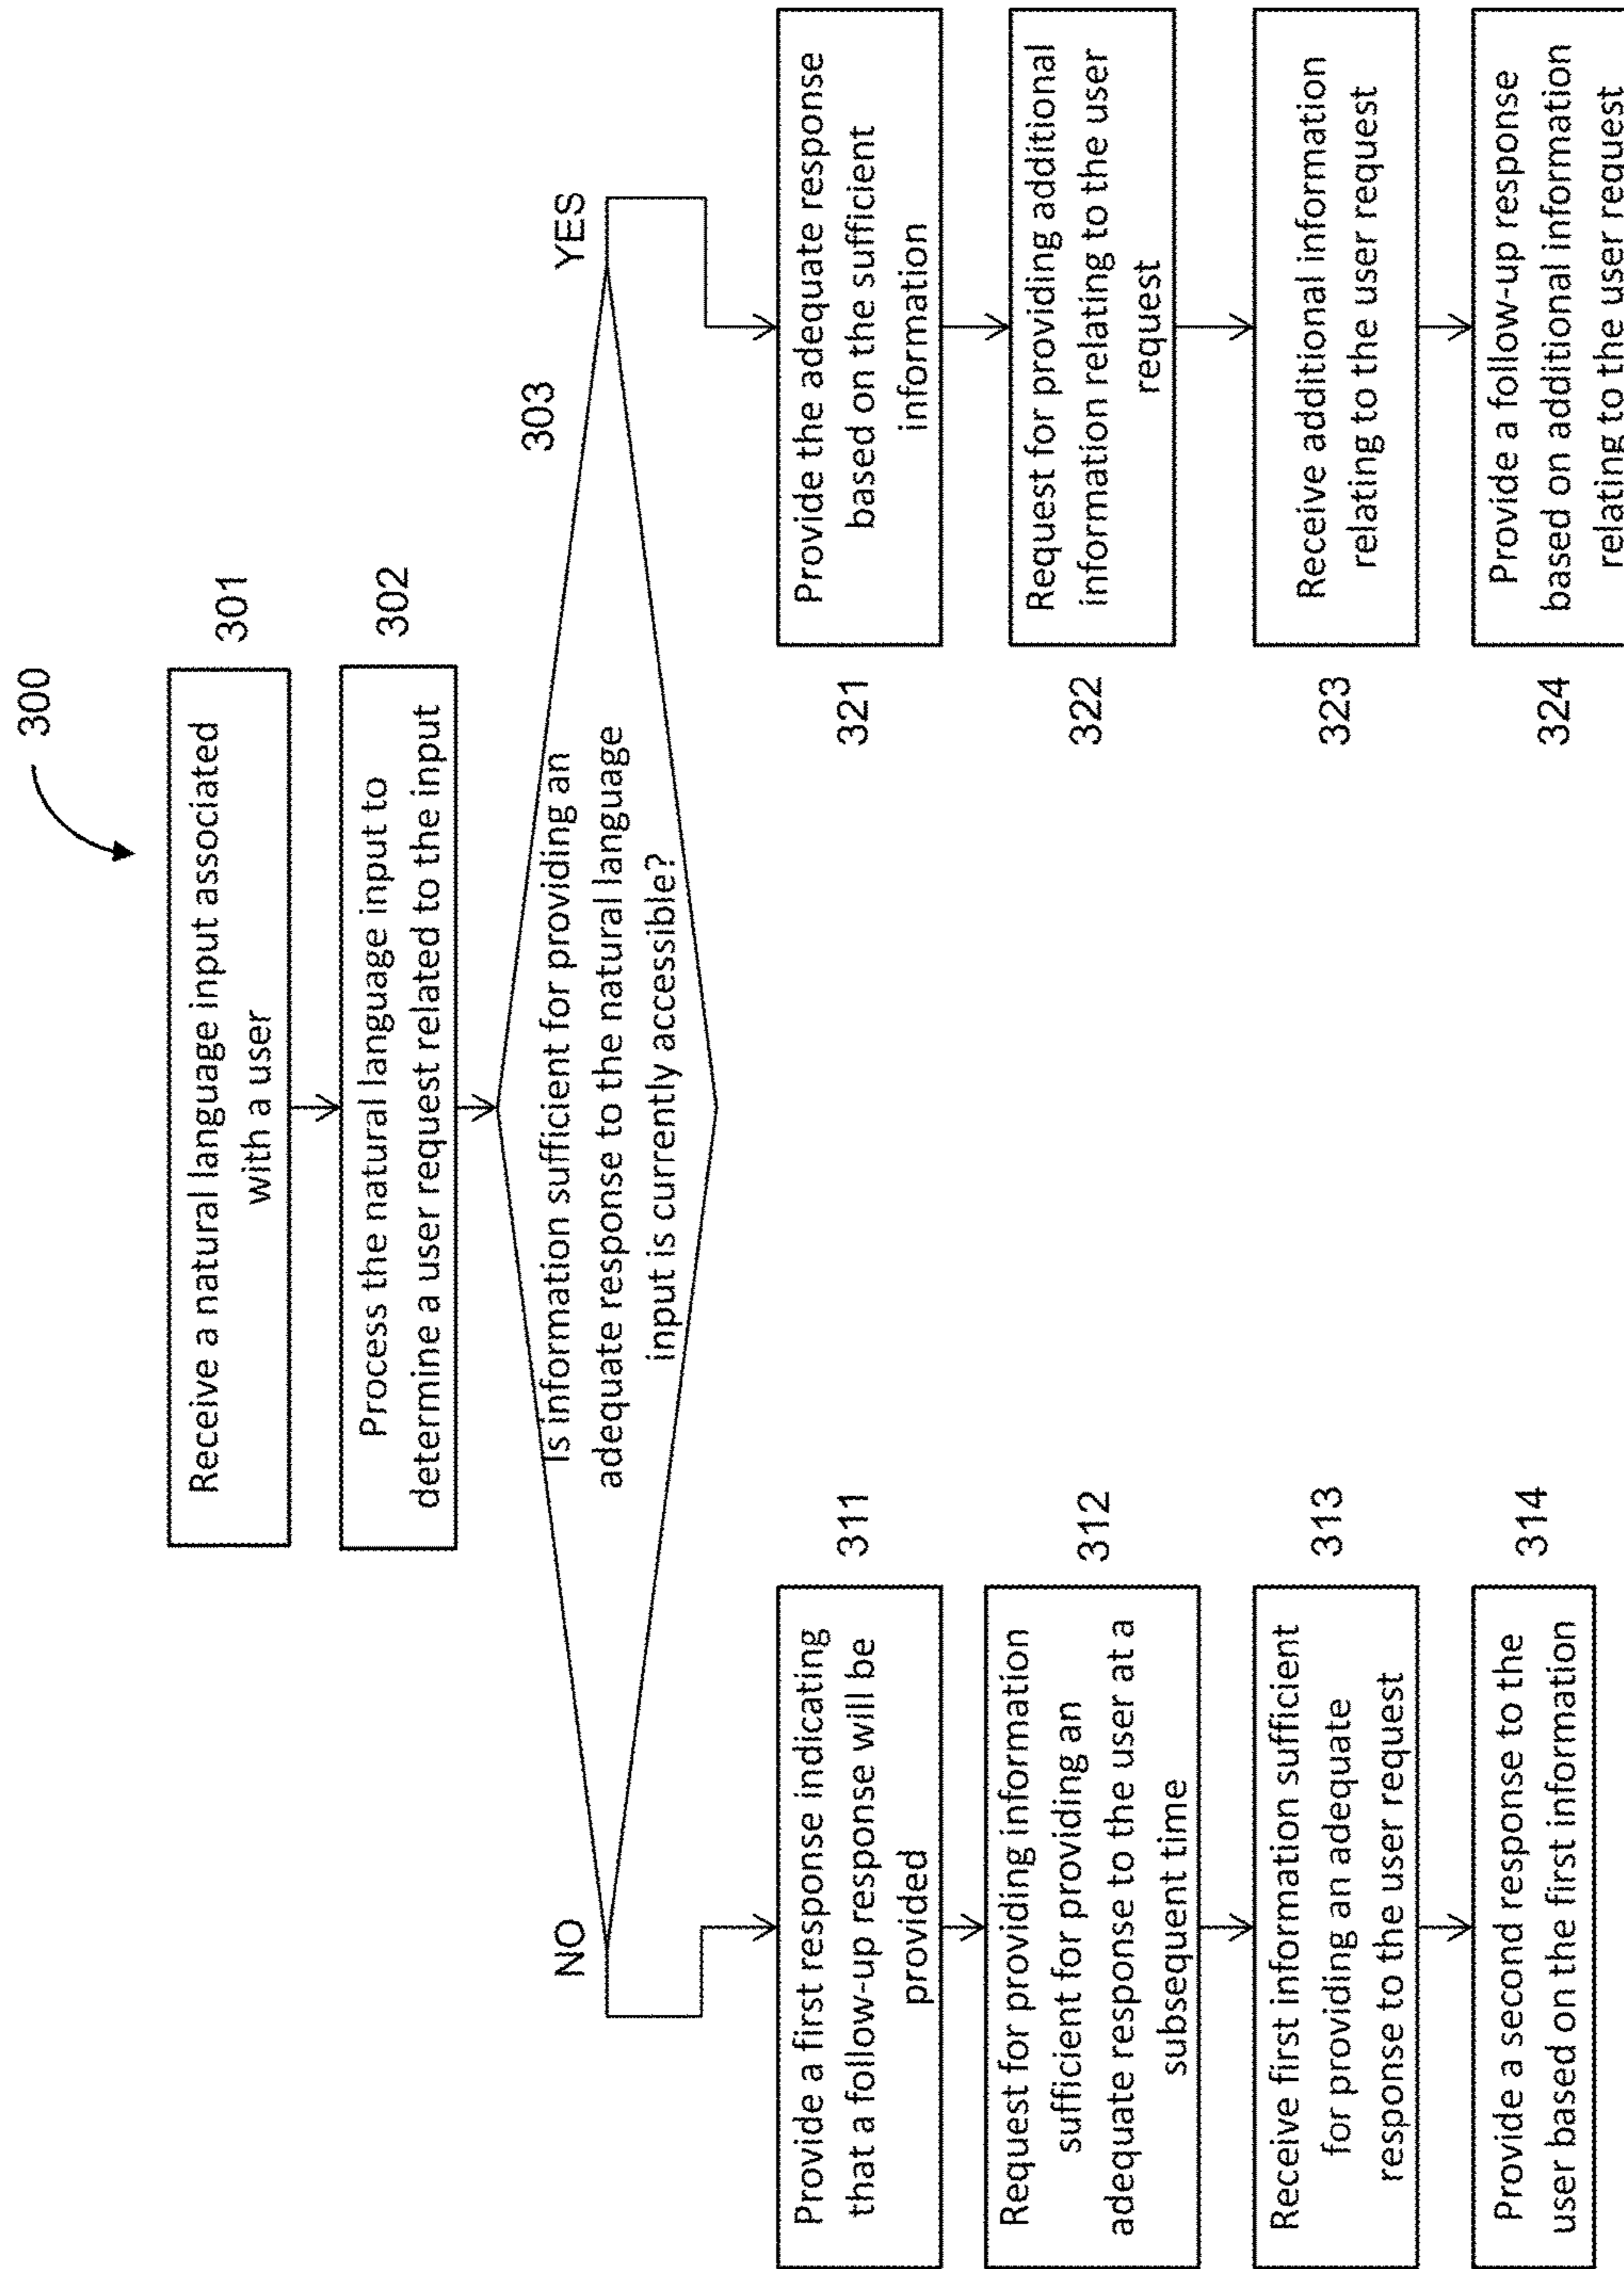 300
Receive a natural language input associated
with a user
301
Process the natural language input to
determine a user request related to the input
302
Is information sufficient for providing an
adequate response to the natural language
input is currently accessible?
303
NO
YES
Provide a first response indicating
that a follow-up response will be
provided
311
Request for providing information
sufficient for providing an
adequate response to the user at a
subsequent time
312
Receive first information sufficient
for providing an adequate
response to the user request
313
Provide a second response to the
user based on the first information
314
321
Provide the adequate response
based on the sufficient
information
322
Request for providing additional
information relating to the user
request
323
Receive additional information
relating to the user request
324
Provide a follow-up response
based on additional information
relating to the user request